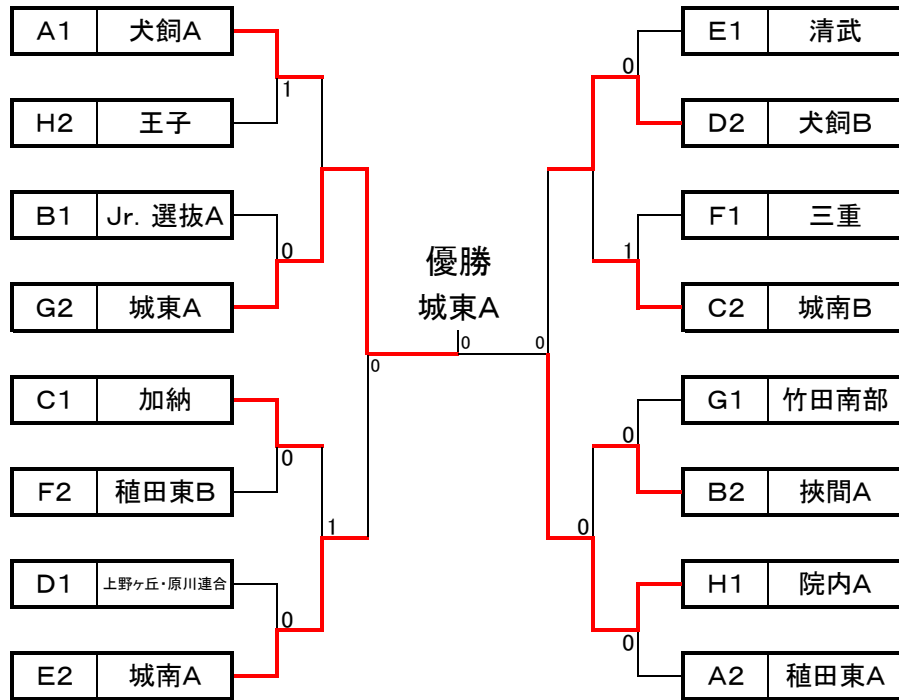 A1 犬飼A
1
H2 王子
B1 Jr. 選抜A
0
G2 城東A
0
C1 加納
0
F2 稙田東B
1
D1 上野ヶ丘・原川連合
0
E2 城南A
優勝
城東A
0
E1 清武
0
D2 犬飼B
F1 三重
1
C2 城南B
0
G1 竹田南部
0
B2 挾間A
0
H1 院内A
0
A2 稙田東A